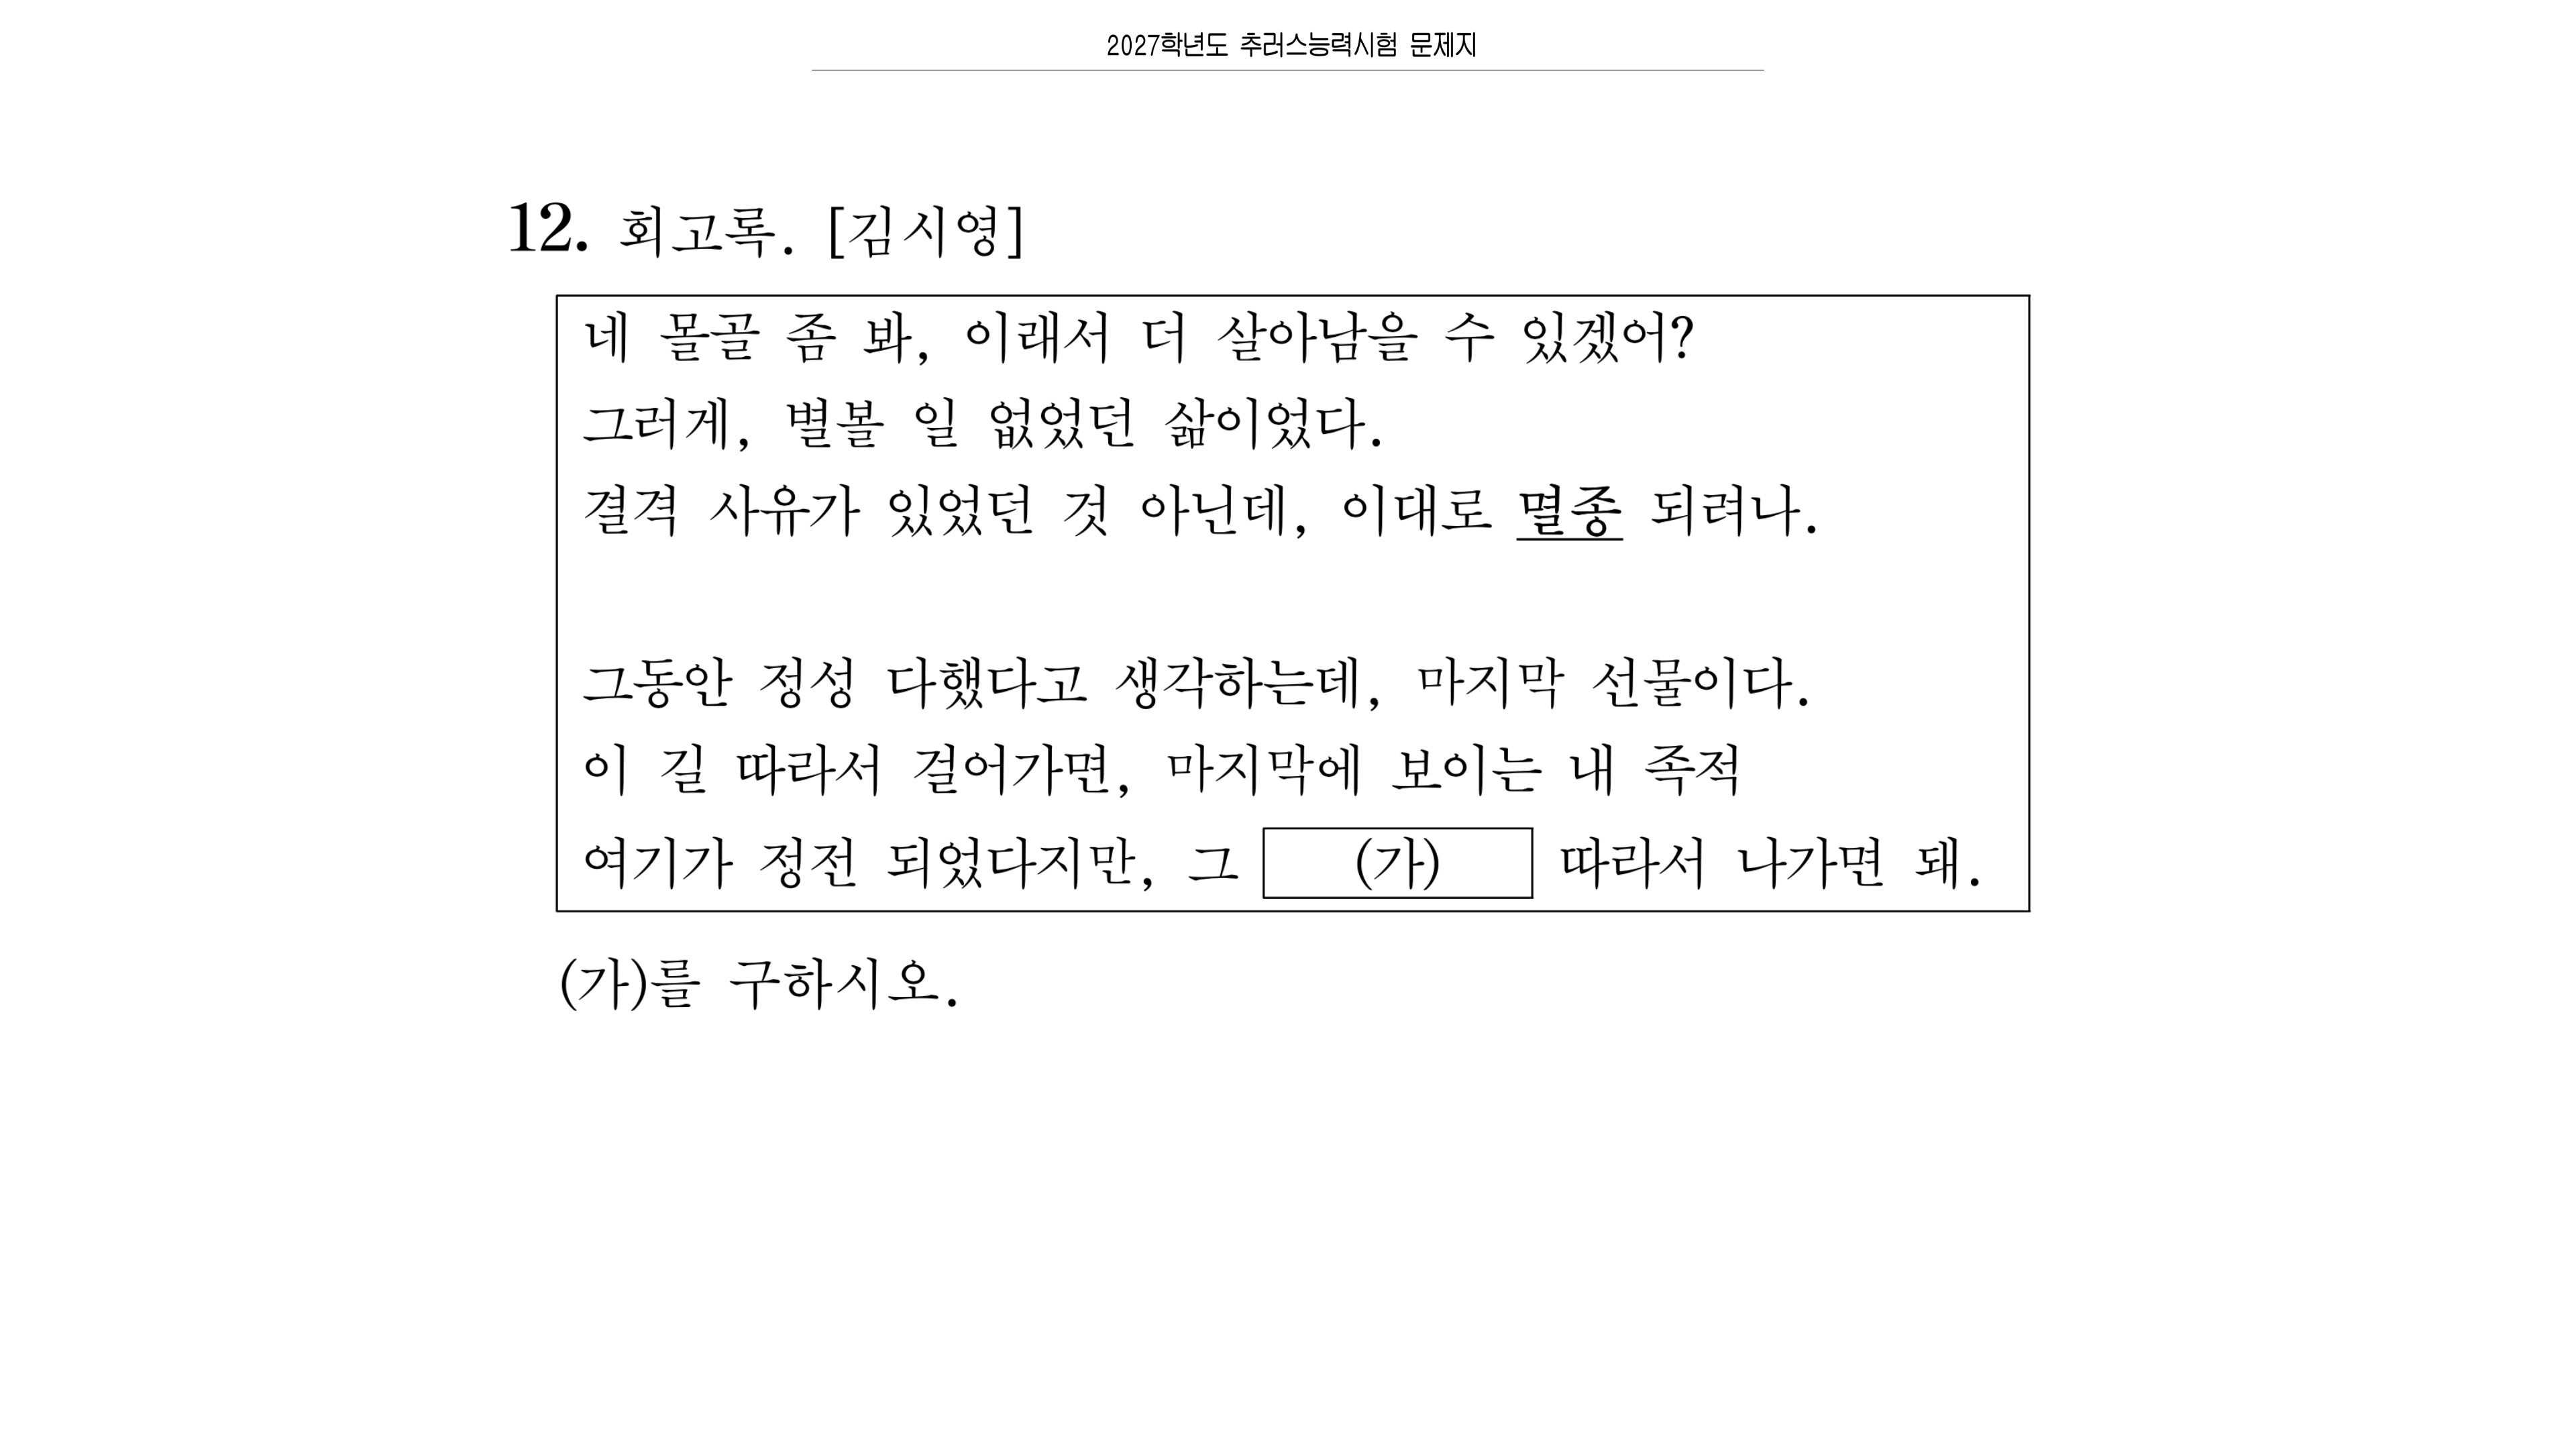 2027학년도 추러스능력시험 문제지
12. 회고록. [김시영]
네 몰골 좀 봐, 이래서 더 살아남을 수 있겠어?
그러게, 별볼 일 없었던 삶이었다.
결격 사유가 있었던 것 아닌데, 이대로 멸종 되려나.
그동안 정성 다했다고 생각하는데, 마지막 선물이다.
이 길 따라서 걸어가면, 마지막에 보이는 내 족적
여기가 정전 되었다지만, 그 (가) 따라서 나가면 돼.
(가)를 구하시오.